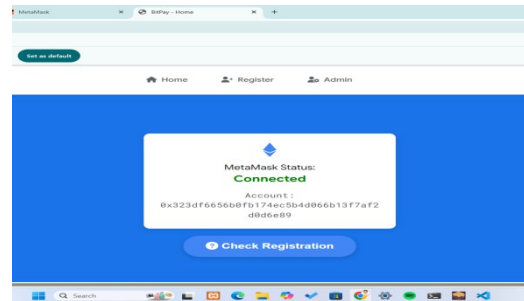 MetaMask
BitPay - Home
Set as default
Home Register Admin
MetaMask Status:
Connected
Account:
0x323df6656b0fb174ec5b4d066b13f7af2
d0d6e89
Check Registration
Search